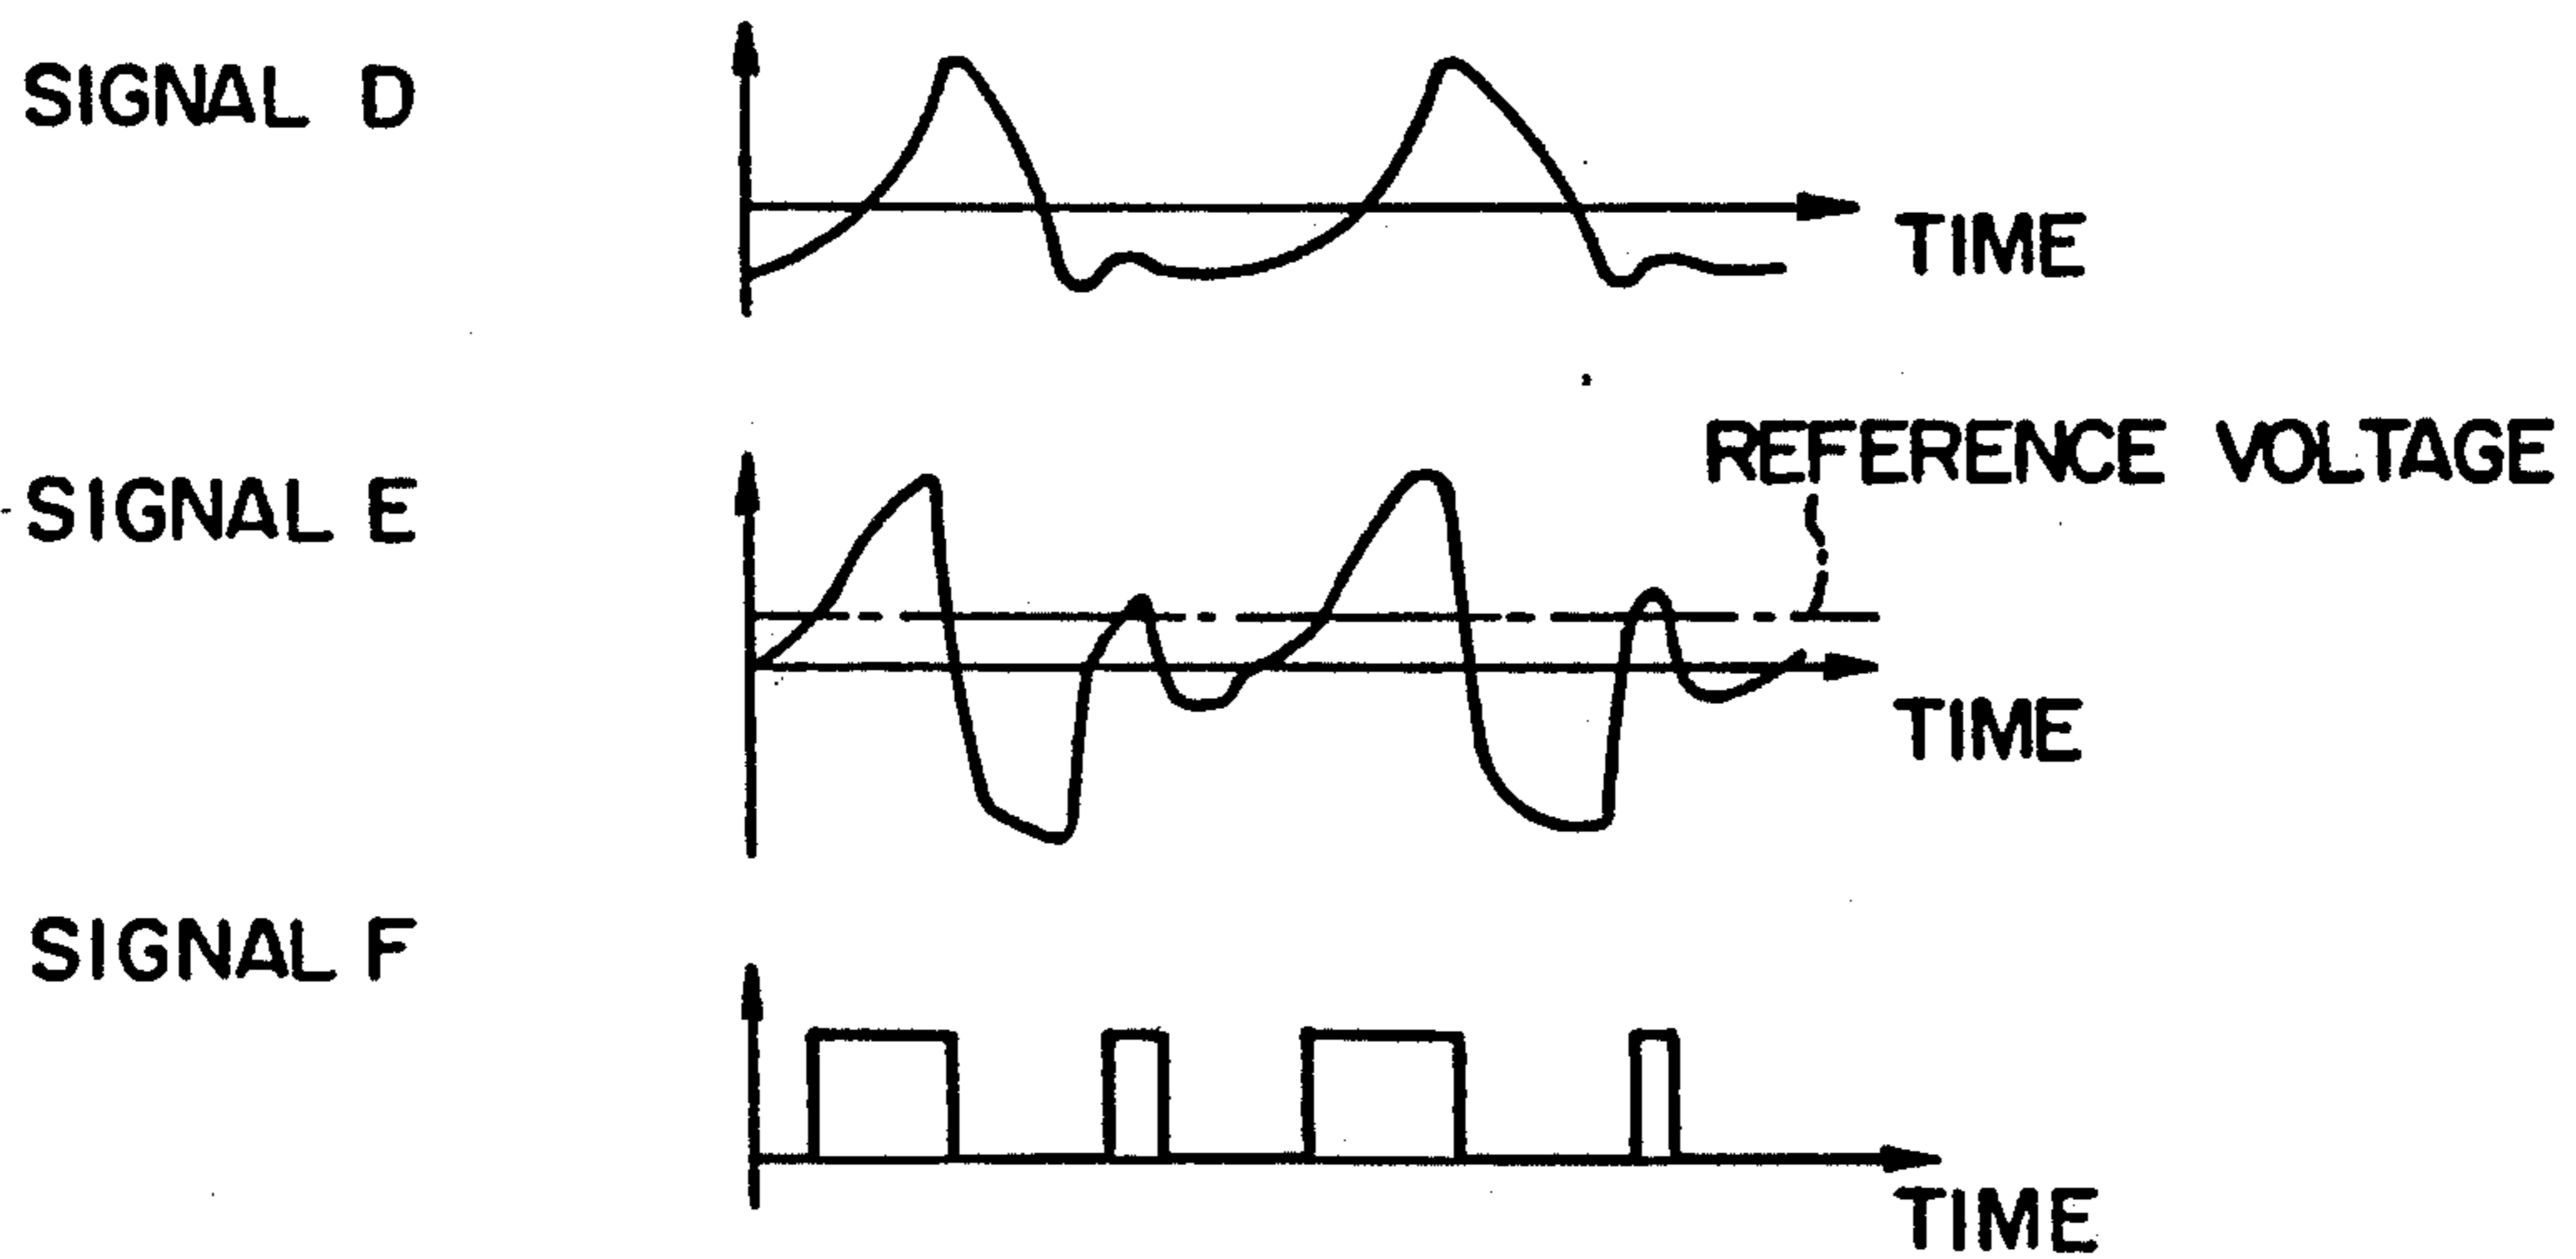 SIGNAL D
TIME
REFERENCE VOLTAGE
SIGNAL E
TIME
SIGNAL F
TIME